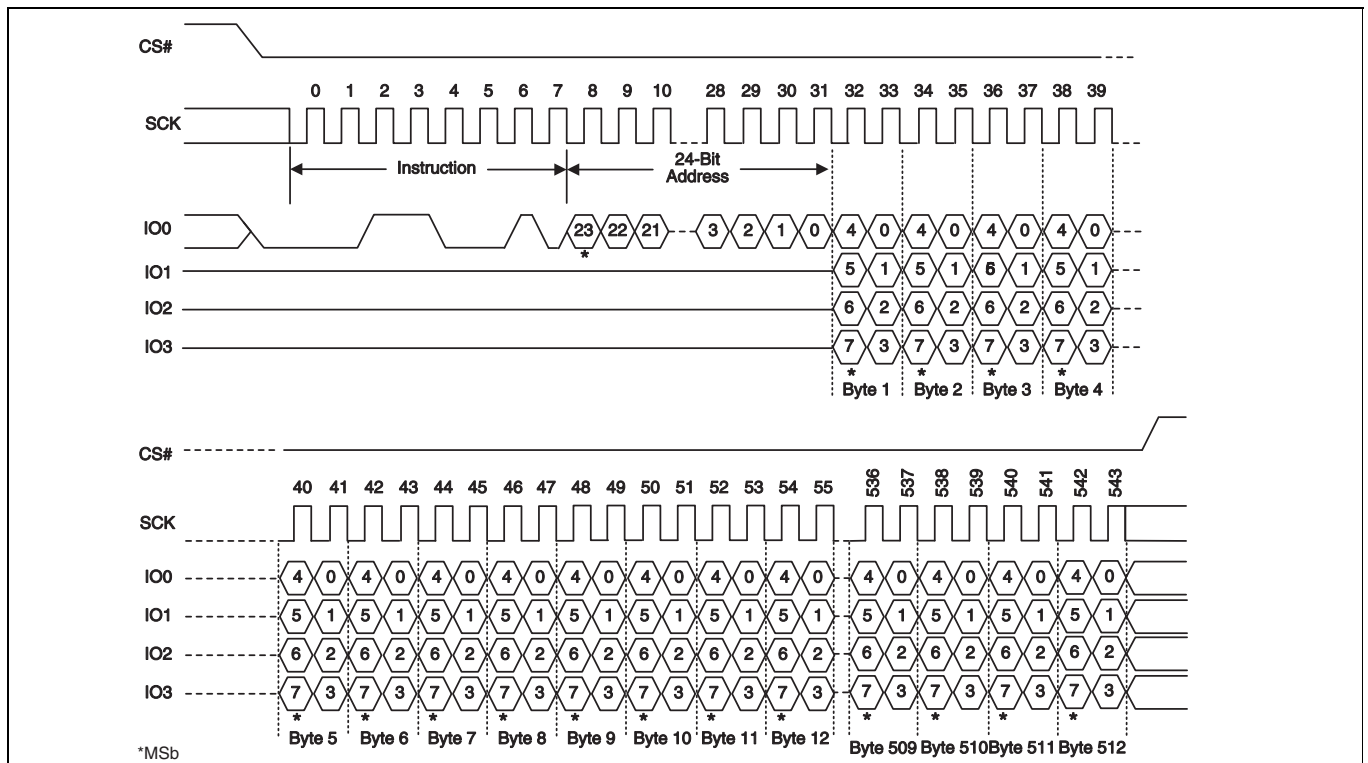 CS#
0 1 2 3 4 5 6 7 8 9 10 28 29 30 31 32 33 34 35 36 37 38 39
SCK
Instruction
24-Bit
Address
IO0 23 22 21 3 2 1 0 4 0 4 0 4 0 4 0
*
IO1 5 1 5 1 6 1 5 1
IO2 6 2 6 2 6 2 6 2
IO3 7 3 7 3 7 3 7 3
* * * *
Byte 1 Byte 2 Byte 3 Byte 4
CS#
40 41 42 43 44 45 46 47 48 49 50 51 52 53 54 55 536 537 538 539 540 541 542 543
SCK
IO0 4 0 4 0 4 0 4 0 4 0 4 0 4 0 4 0 4 0 4 0 4 0 4 0
IO1 5 1 5 1 5 1 5 1 5 1 5 1 5 1 5 1 5 1 5 1 5 1 5 1
IO2 6 2 6 2 6 2 6 2 6 2 6 2 6 2 6 2 6 2 6 2 6 2 6 2
IO3 7 3 7 3 7 3 7 3 7 3 7 3 7 3 7 3 7 3 7 3 7 3 7 3
* * * * * * * * * * * *
Byte 5 Byte 6 Byte 7 Byte 8 Byte 9 Byte 10 Byte 11 Byte 12 Byte 509 Byte 510 Byte 511 Byte 512
*MSb